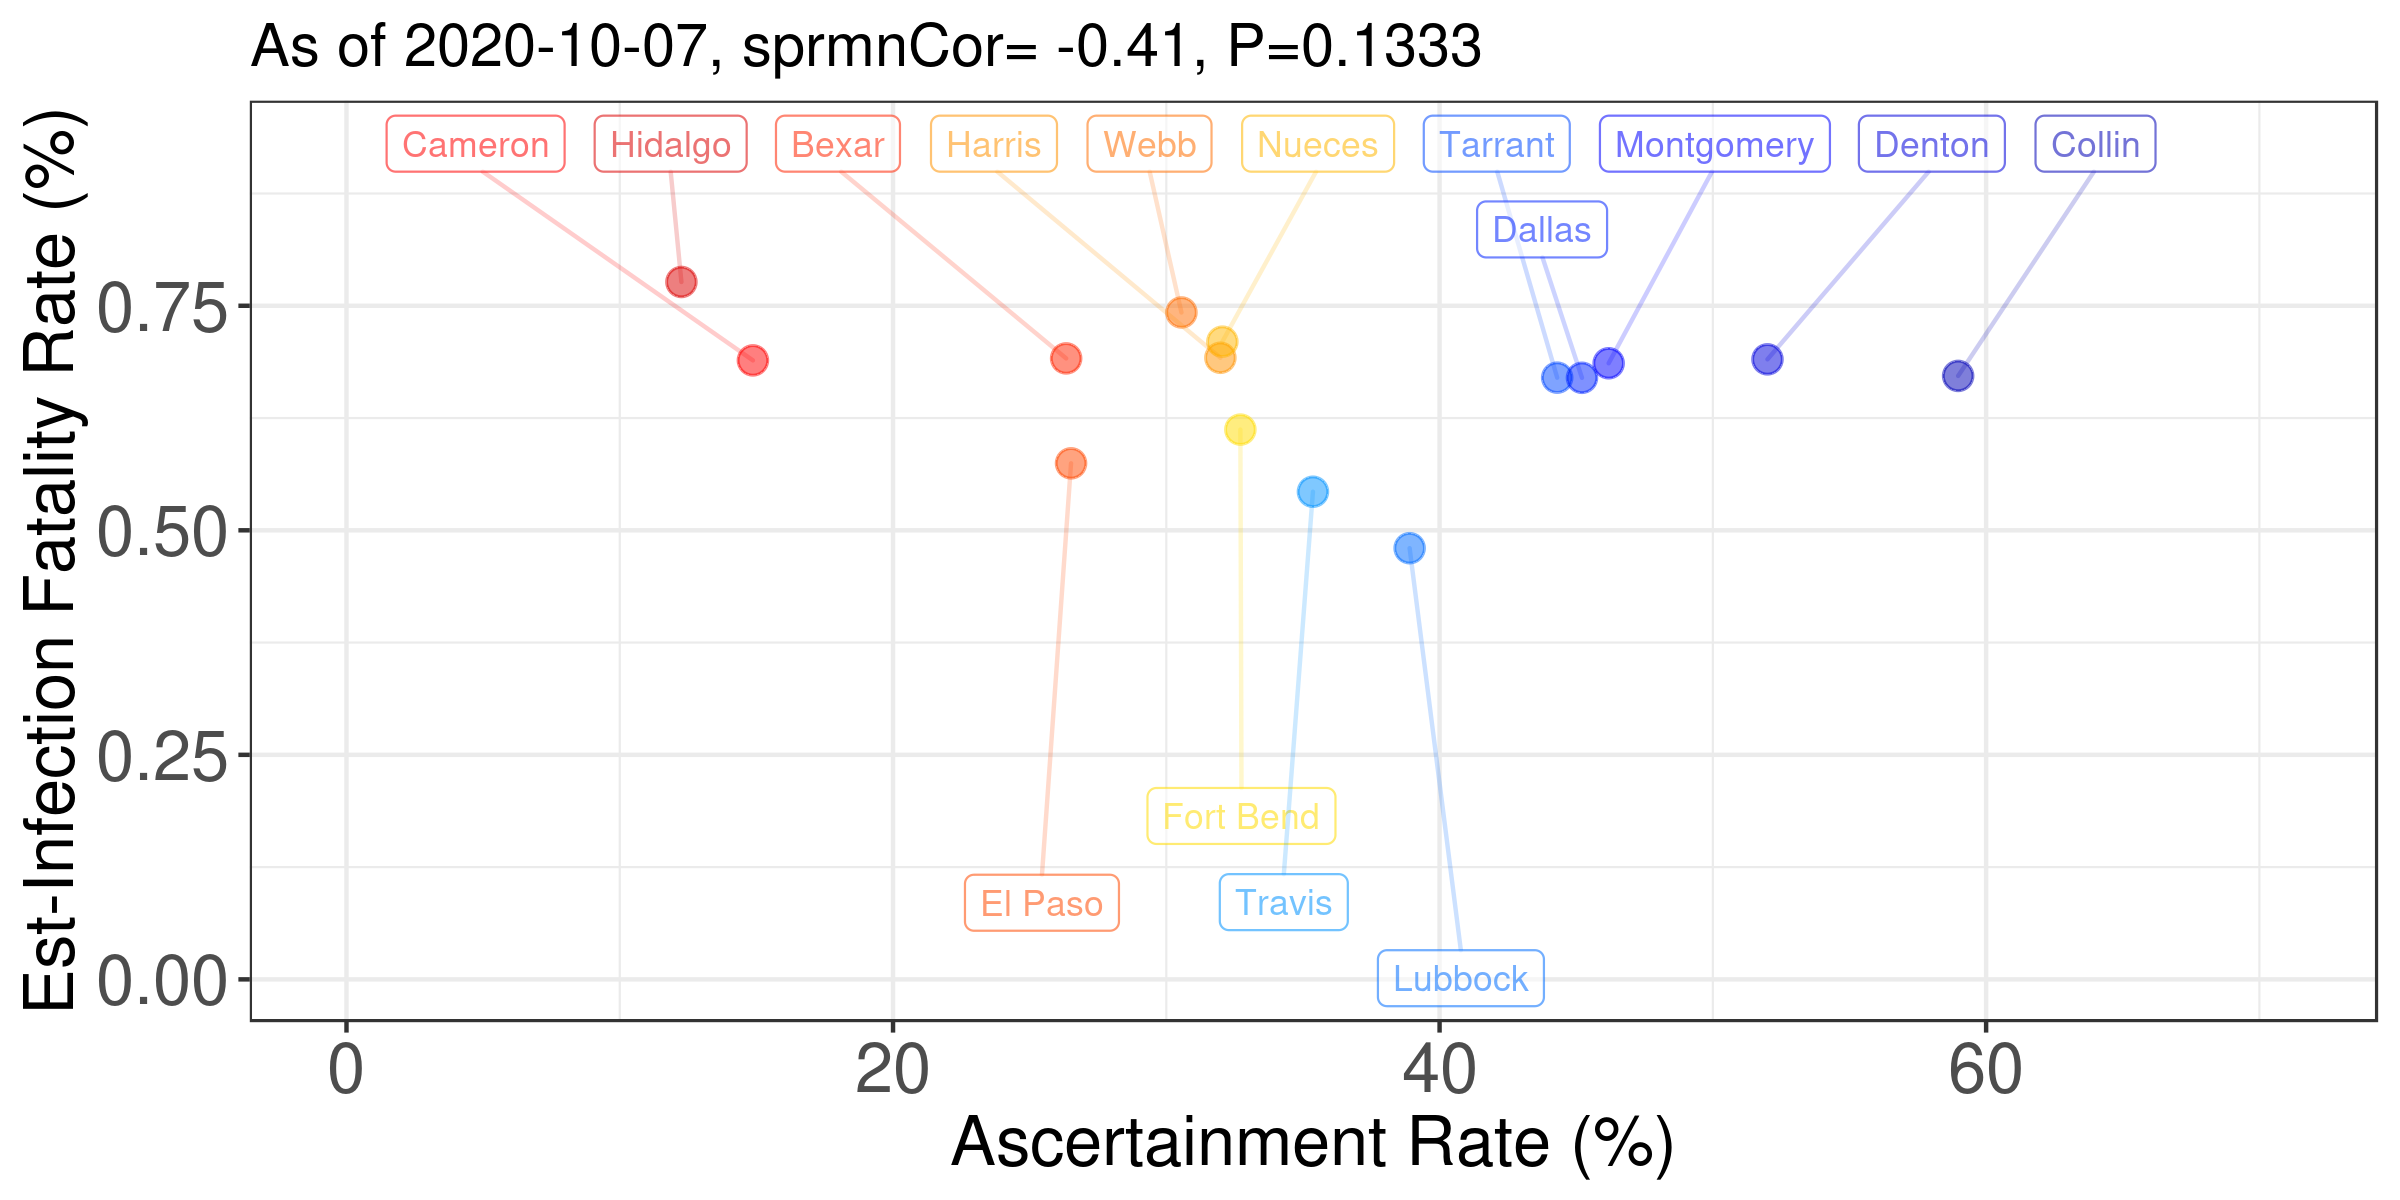 As of 2020-10-07, sprmnCor= -0.41, P=0.1333
Est-Infection Fatality Rate (%)
Cameron Hidalgo Bexar Harris Webb Nueces Tarrant Montgomery Denton Collin
Dallas
0.75
0.50
0.25
Fort Bend
El Paso Travis
0.00
Lubbock
0 20 40 60
Ascertainment Rate (%)